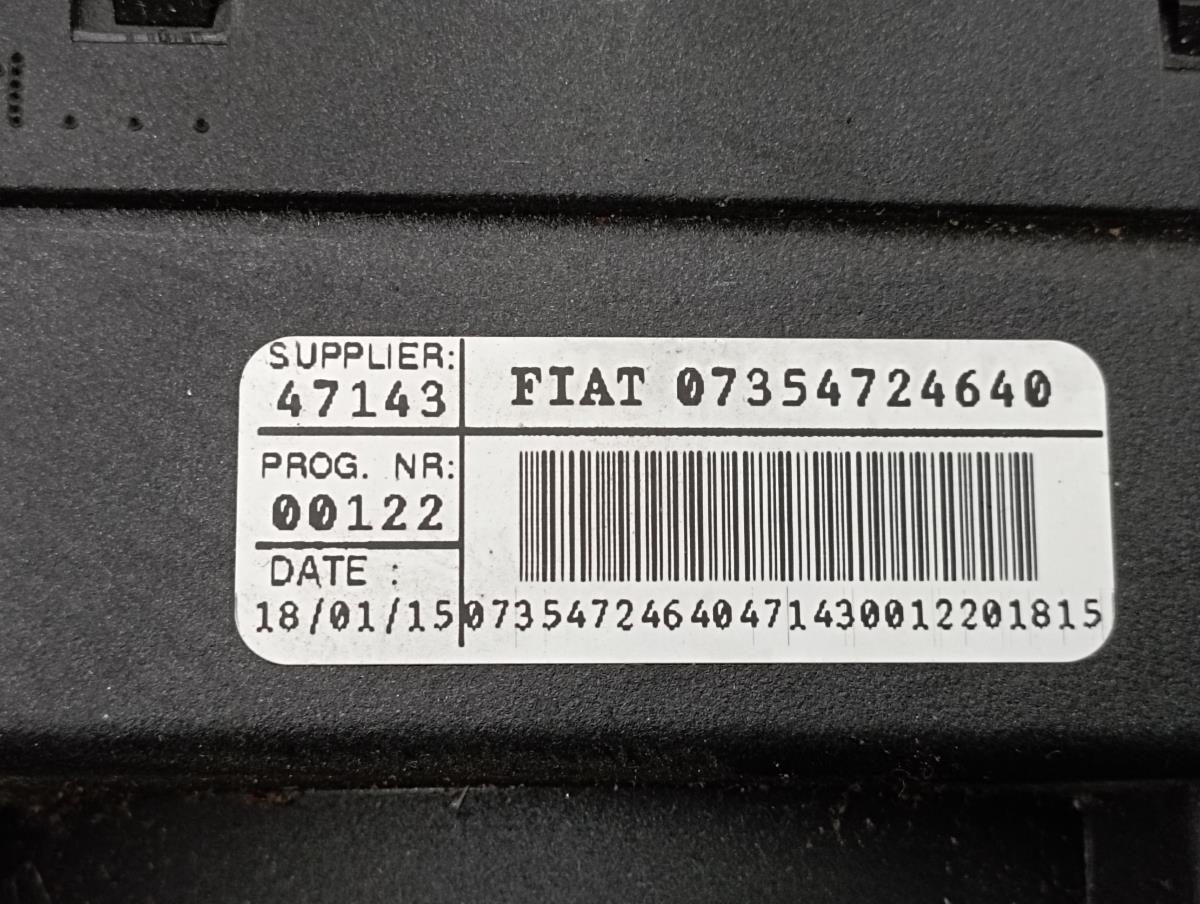 SUPPLIER:
47143
FIAT 07354724640
PROG. NR:
00122
DATE :
18/01/15
07354724640471430012201815